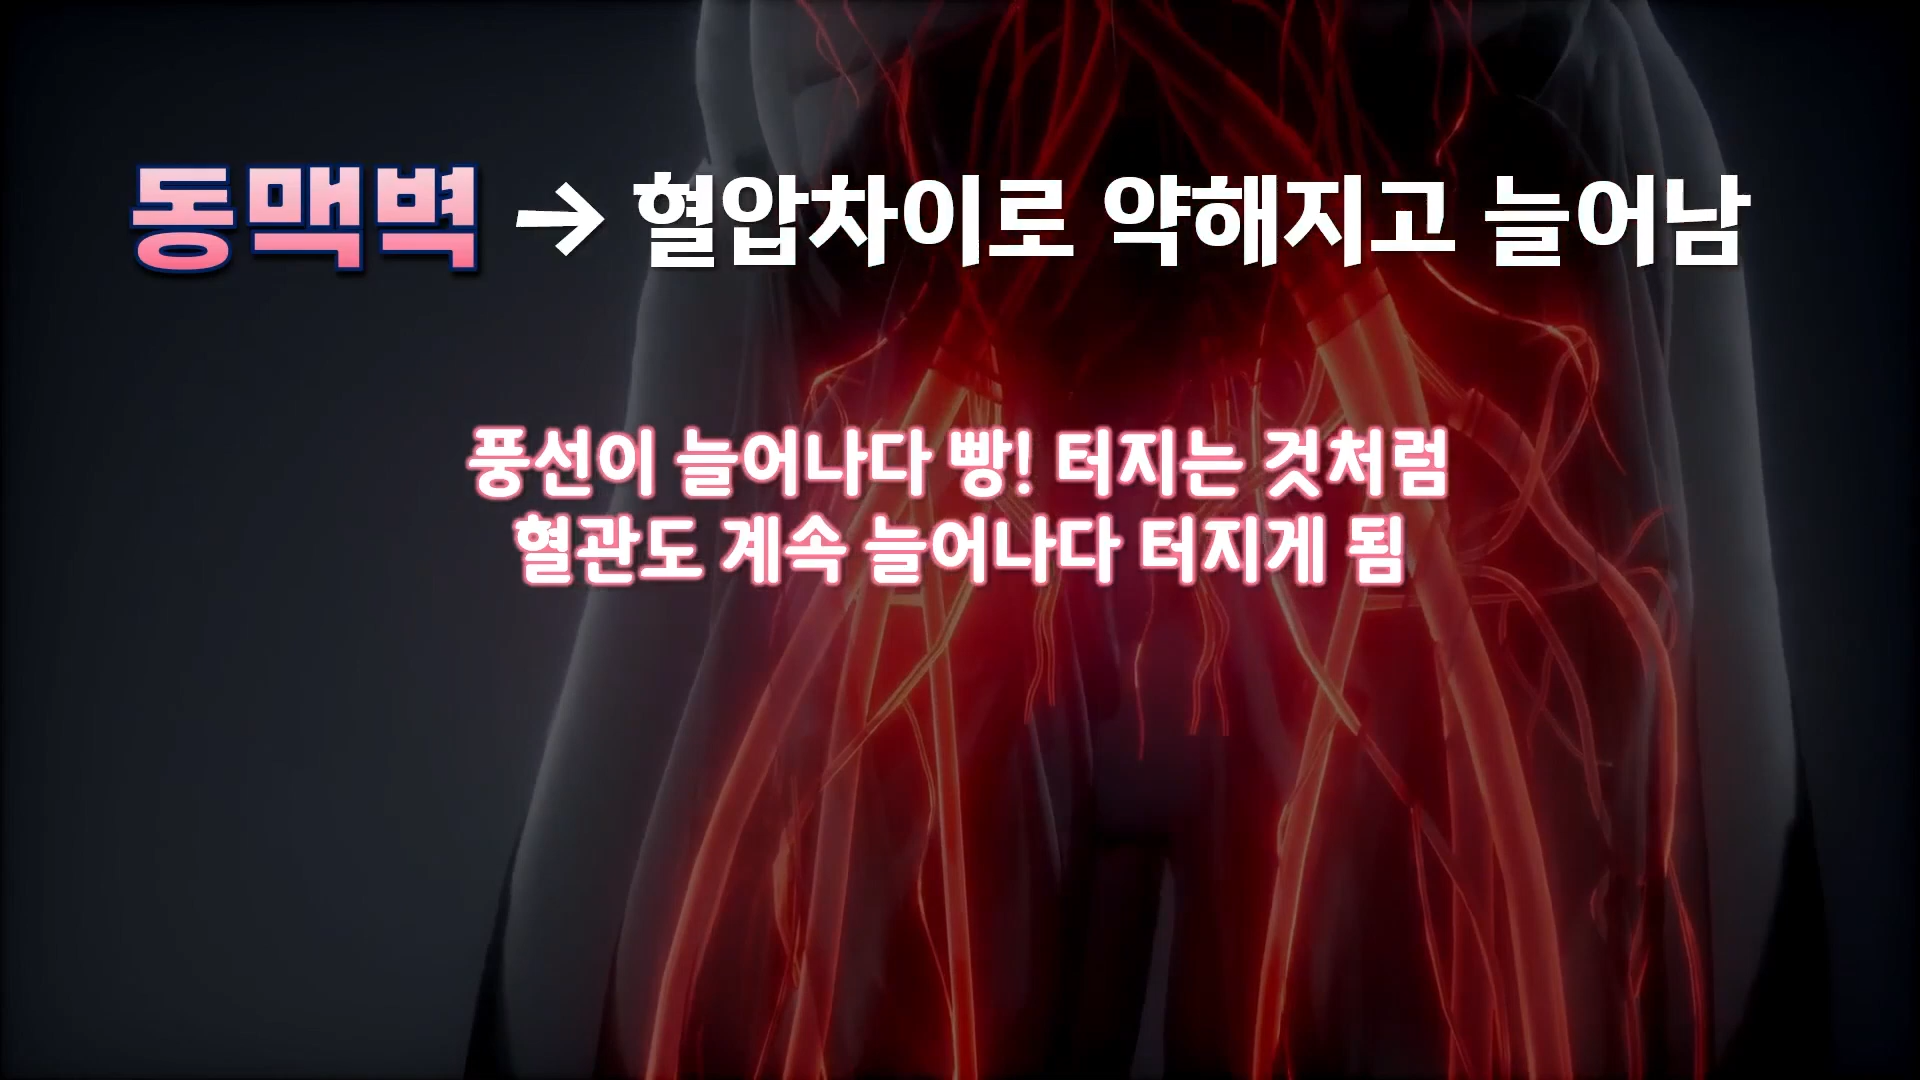 동맥벽 → 혈압차이로 약해지고 늘어남
풍선이 늘어나다 빵! 터지는 것처럼
혈관도 계속 늘어나다 터지게 됨